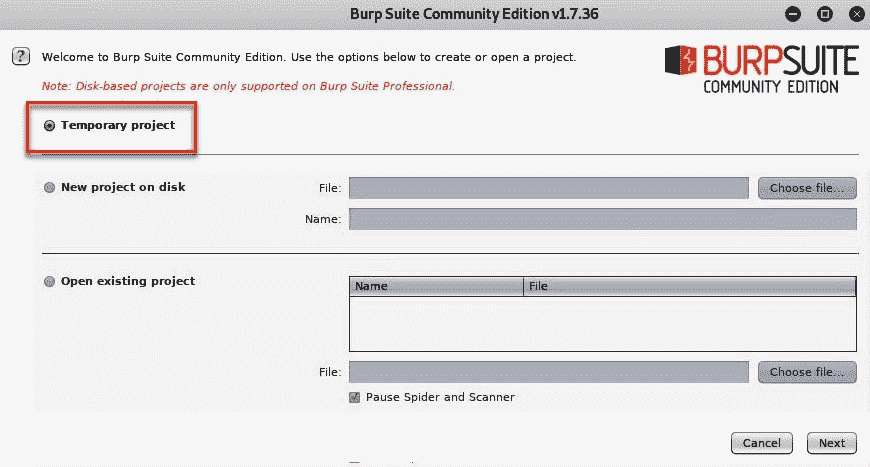 Burp Suite Community Edition v1.7.36
? Welcome to Burp Suite Community Edition. Use the options below to create or open a project.
BURPSUITE
COMMUNITY EDITION
Note: Disk-based projects are only supported on Burp Suite Professional.
Temporary project
New project on disk
File:
Choose file...
Name:
Open existing project
Name File
File:
Choose file...
Pause Spider and Scanner
Cancel Next